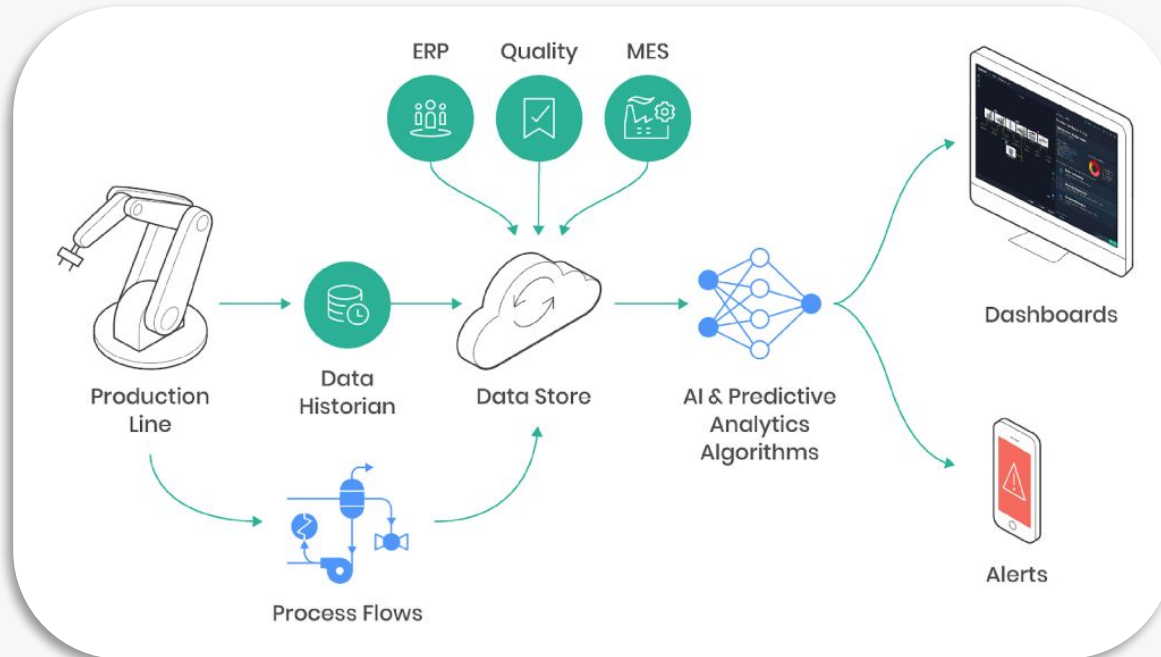 ERP
Quality
MES
Production
Line
Data
Historian
Data Store
AI & Predictive
Analytics
Algorithms
Dashboards
Process Flows
Alerts